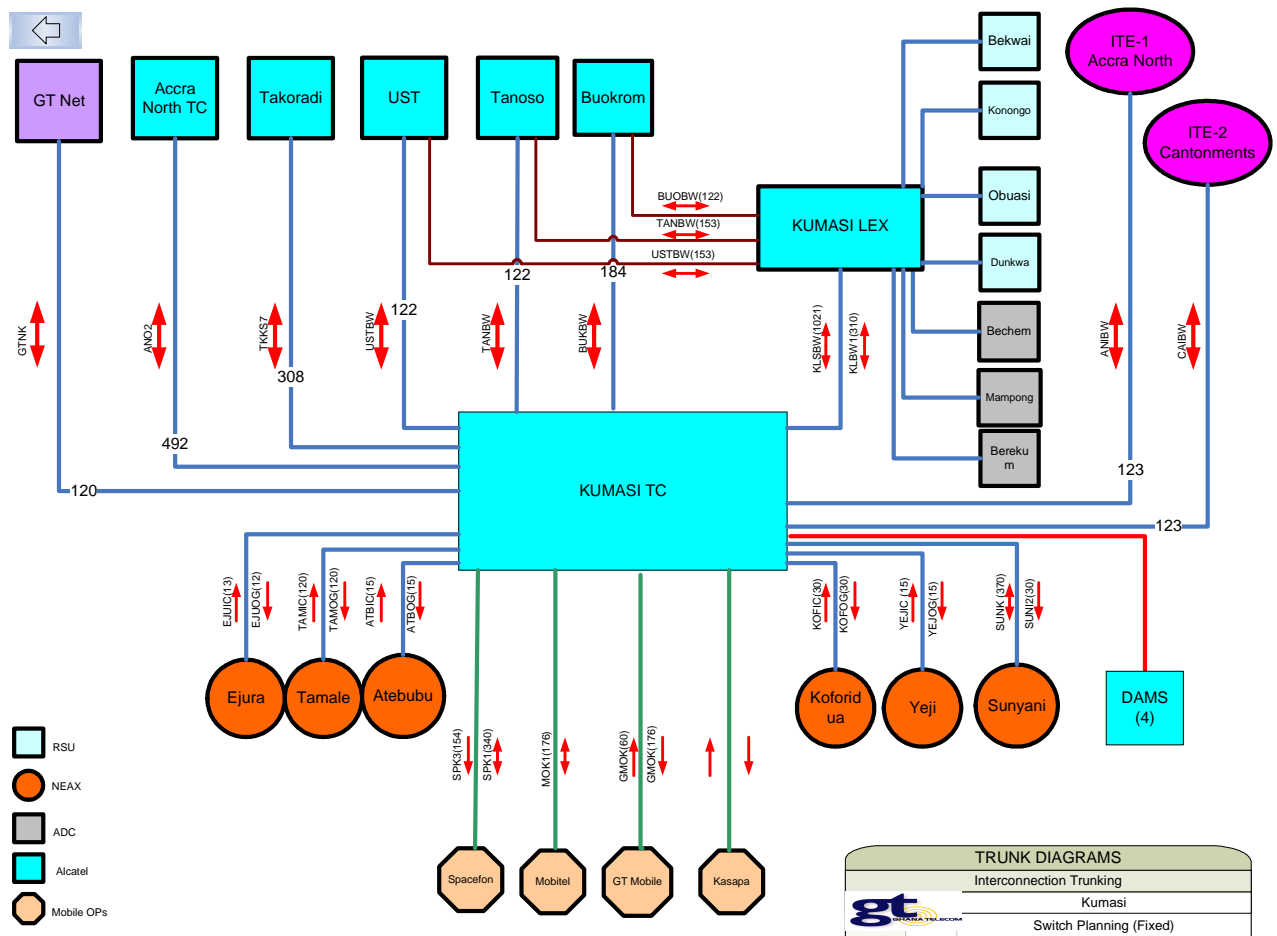 GT Net
Accra
North TC
Takoradi
UST
Tanoso
Buokrom
Bekwai
Konongo
Obuasi
Dunkwa
Bechem
Mampong
Bereku
m
ITE-1
Accra North
ITE-2
Cantonments
KUMASI LEX
BUOBW(122)
TANBW(153)
USTBW(153)
GTNK
ANO2
TKKS7
USTBW
TANBW
BUKBW
KLSBW(1021)
KLBW1(310)
ANIBW
CAIBW
122
184
122
308
492
120
123
123
KUMASI TC
EJUIC(13)
EJUOG(12)
TAMIC(120)
TAMOG(120)
ATBIC(15)
ATBOG(15)
KOFIC(30)
KOFOG(30)
YEJIC (15)
YEJOG(15)
SUNK (370)
SUNI2(30)
Ejura
Tamale
Atebubu
Koforid
ua
Yeji
Sunyani
DAMS
(4)
SPK3(154)
SPK1(340)
MOK1(176)
GMOK(60)
GMOK(176)
Spacefon
Mobitel
GT Mobile
Kasapa
RSU
NEAX
ADC
Alcatel
Mobile OPs
TRUNK DIAGRAMS
Interconnection Trunking
Kumasi
Switch Planning (Fixed)
gt
GHANA TELECOM